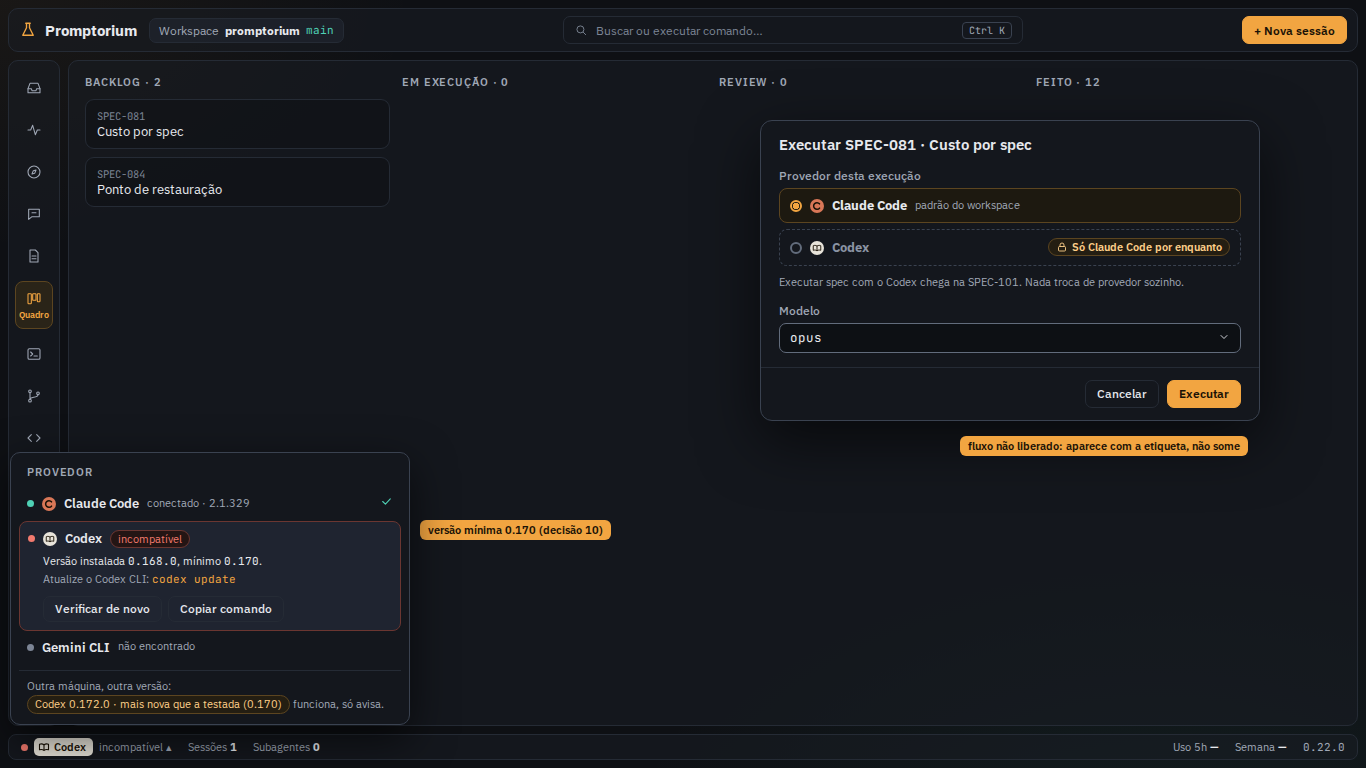 Promptorium
Workspace promptorium main
Buscar ou executar comando...
Ctrl K
+ Nova sessão
BACKLOG · 2
EM EXECUÇÃO · 0
REVIEW · 0
FEITO · 12
SPEC-081
Custo por spec
SPEC-084
Ponto de restauração
Quadro
Executar SPEC-081 · Custo por spec
Provedor desta execução
Claude Code padrão do workspace
Codex
Só Claude Code por enquanto
Executar spec com o Codex chega na SPEC-101. Nada troca de provedor sozinho.
Modelo
opus
Cancelar
Executar
fluxo não liberado: aparece com a etiqueta, não some
PROVEDOR
Claude Code conectado · 2.1.329
Codex incompatível
Versão instalada 0.168.0, mínimo 0.170.
Atualize o Codex CLI: codex update
Verificar de novo
Copiar comando
versão mínima 0.170 (decisão 10)
Gemini CLI não encontrado
Outra máquina, outra versão:
Codex 0.172.0 · mais nova que a testada (0.170) funciona, só avisa.
Codex incompatível ▴
Sessões 1
Subagentes 0
Uso 5h —
Semana —
0.22.0